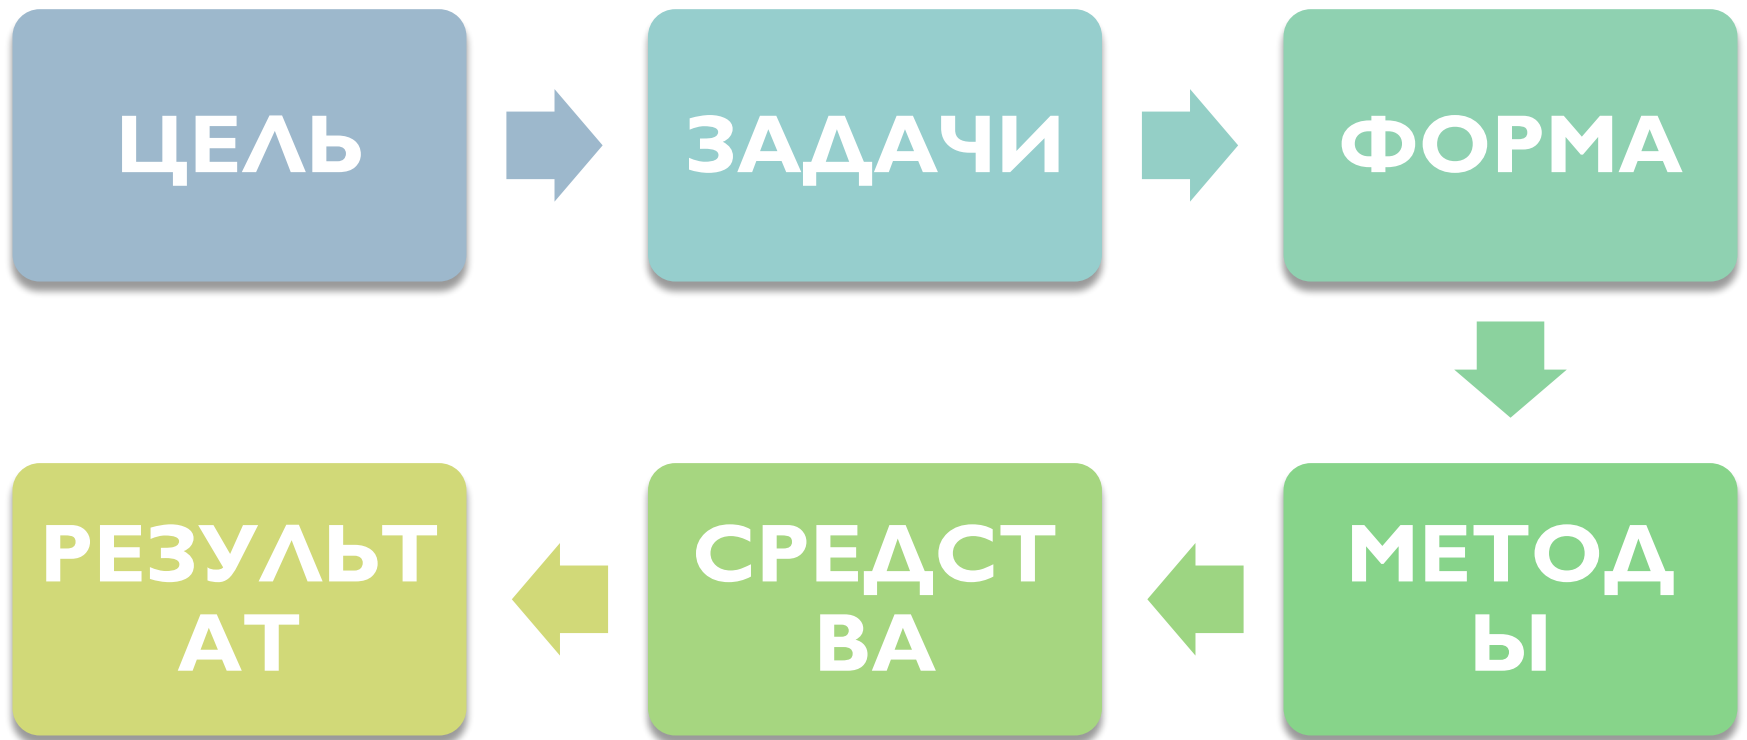 ЦЕЛЬ
ЗАДАЧИ
ФОРМА
МЕТОД
Ы
СРЕДСТ
ВА
РЕЗУЛЬТ
АТ